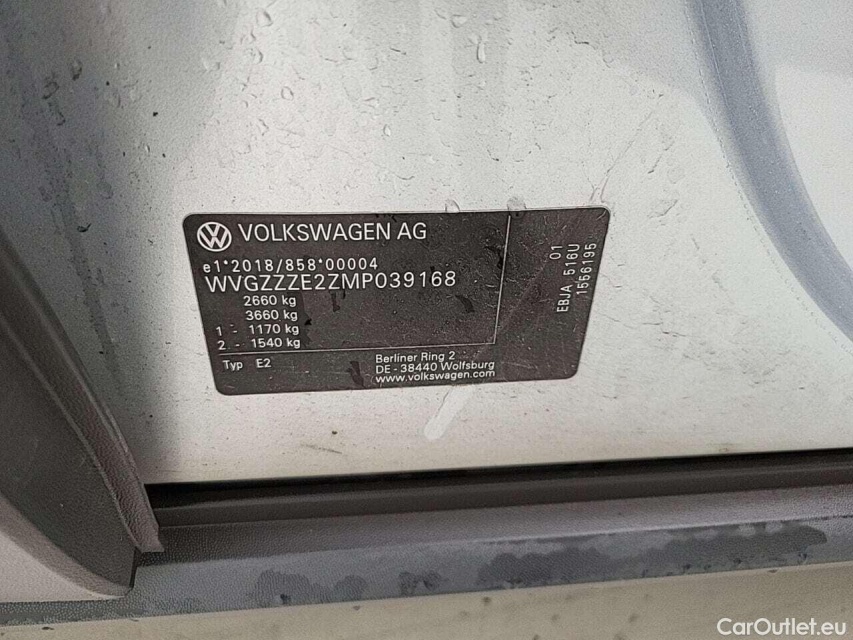 VOLKSWAGEN AG
e1*2018/858*00004
WVGZZZE2ZMP039168
2660 kg
3660 kg
1 - 1170 kg
2 - 1540 kg
Typ E2
Berliner Ring 2
DE - 38440 Wolfsburg
www.volkswagen.com
01
EBJA 516U
1556195
CarOutlet.eu